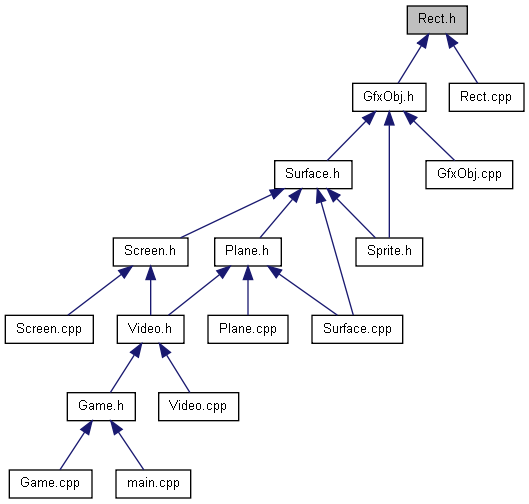 Rect.h
GfxObj.h
Rect.cpp
Surface.h
GfxObj.cpp
Screen.h
Plane.h
Sprite.h
Screen.cpp
Video.h
Plane.cpp
Surface.cpp
Game.h
Video.cpp
Game.cpp
main.cpp